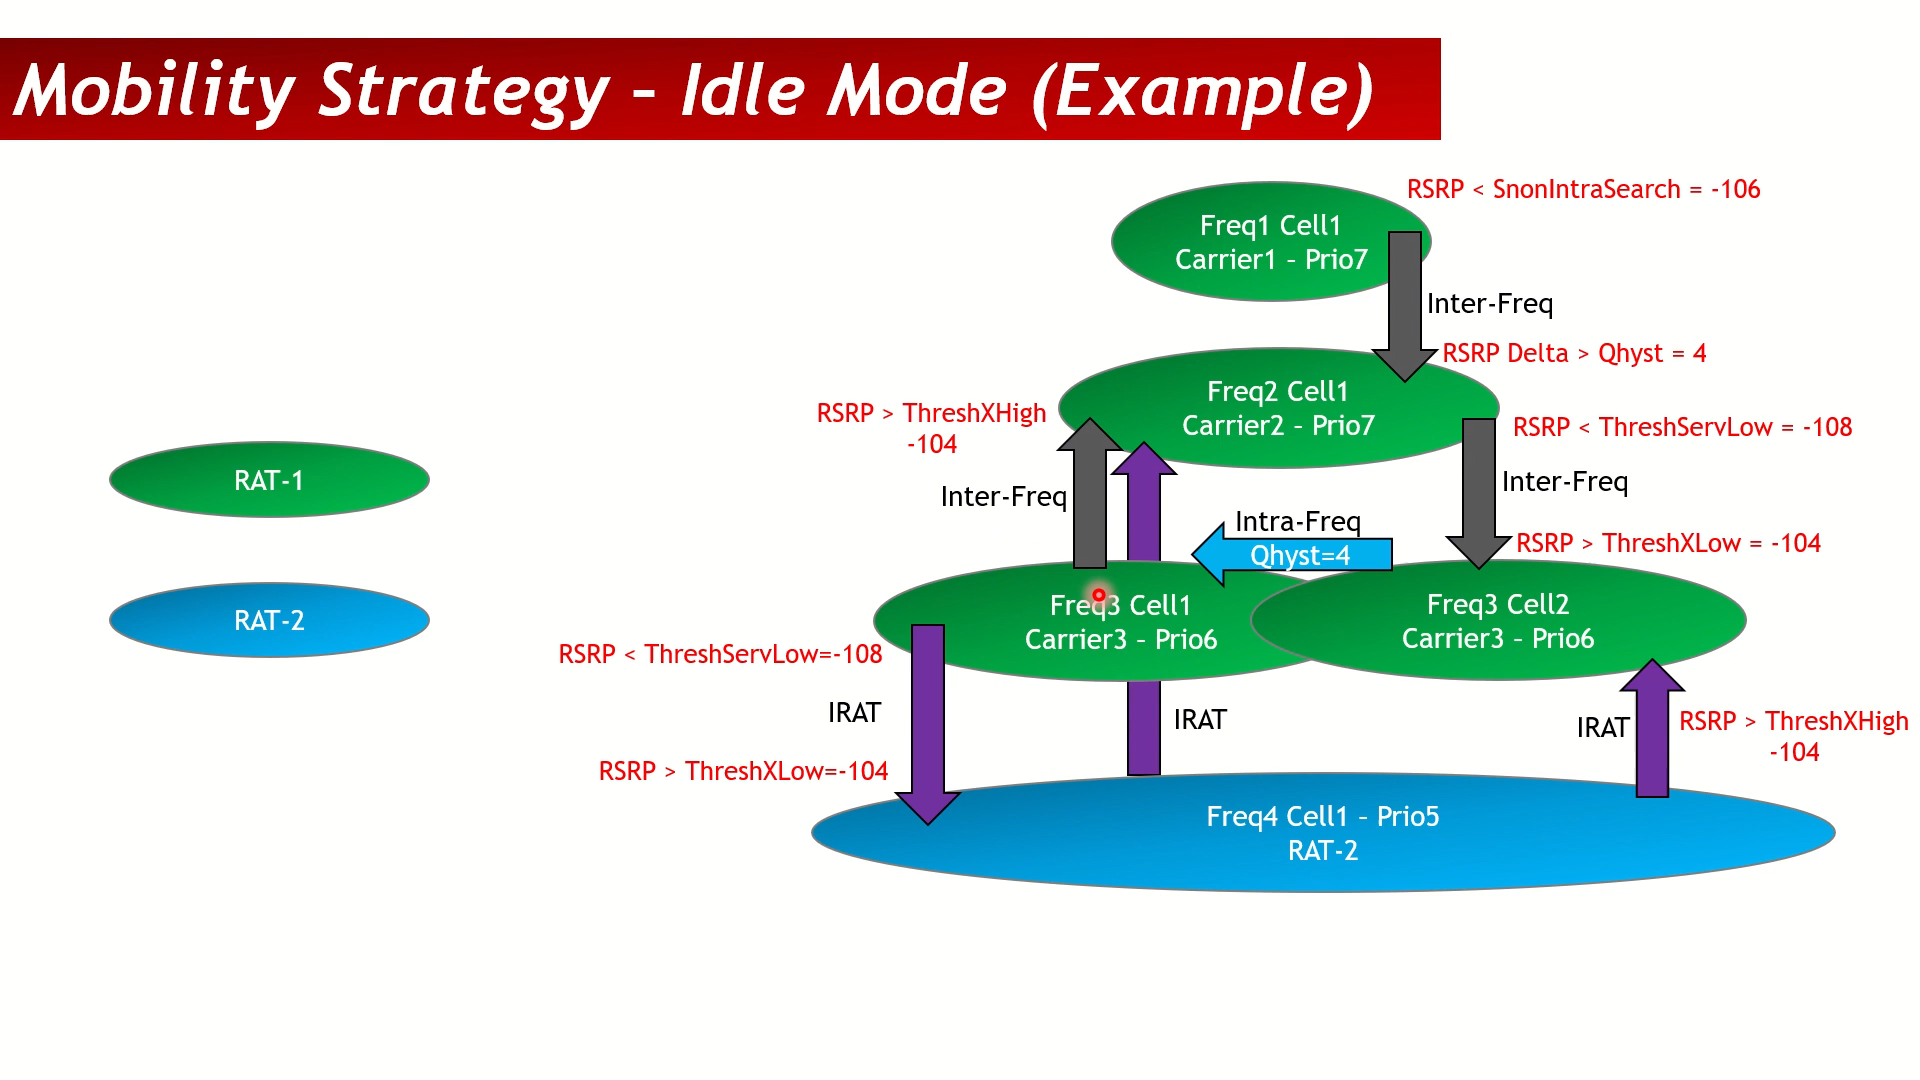 Mobility Strategy – Idle Mode (Example)
RSRP < SnonIntraSearch = -106
Freq1 Cell1
Carrier1 – Prio7
Inter-Freq
RSRP Delta > Qhyst = 4
Freq2 Cell1
Carrier2 – Prio7
RSRP > ThreshXHigh
-104
RSRP < ThreshServLow = -108
Inter-Freq
Inter-Freq
RAT-1
Intra-Freq
Qhyst=4
RSRP > ThreshXLow = -104
Freq3 Cell1
Carrier3 – Prio6
Freq3 Cell2
Carrier3 – Prio6
RAT-2
RSRP < ThreshServLow=-108
IRAT
IRAT
IRAT
RSRP > ThreshXHigh
-104
RSRP > ThreshXLow=-104
Freq4 Cell1 – Prio5
RAT-2